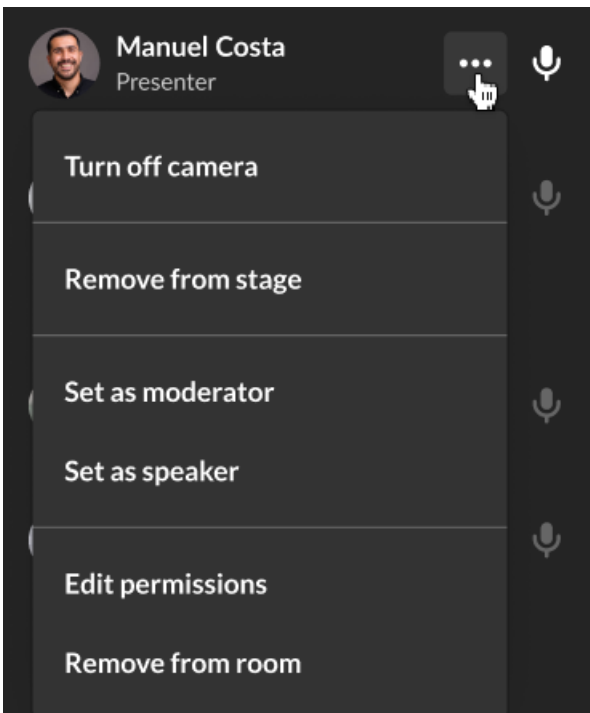 Manuel Costa
Presenter
Turn off camera
Remove from stage
Set as moderator
Set as speaker
Edit permissions
Remove from room